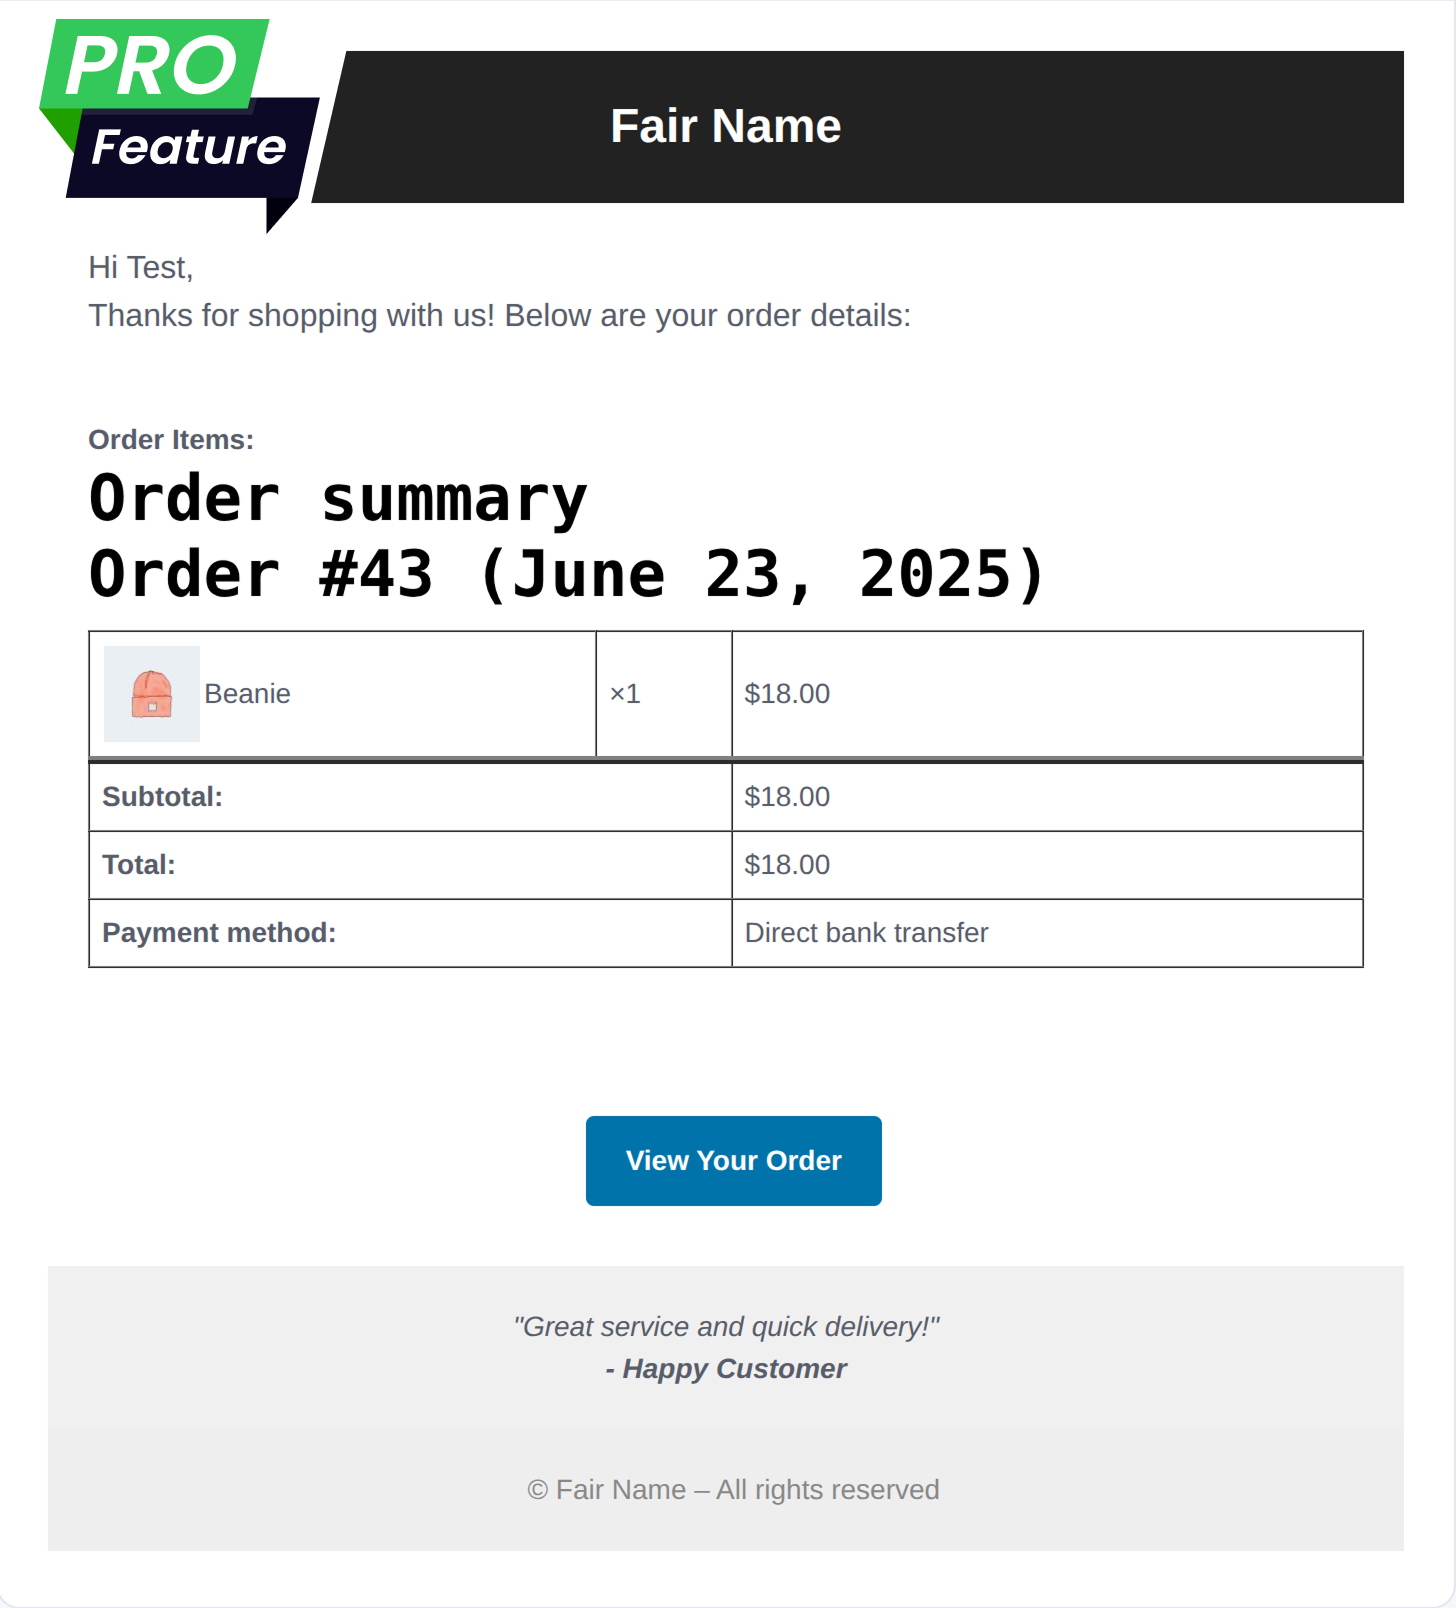 PRO
Feature
Fair Name
Hi Test,
Thanks for shopping with us! Below are your order details:
Order Items:
Order summary
Order #43 (June 23, 2025)
Beanie ×1 $18.00
Subtotal: $18.00
Total: $18.00
Payment method: Direct bank transfer
View Your Order
"Great service and quick delivery!"
- Happy Customer
© Fair Name – All rights reserved